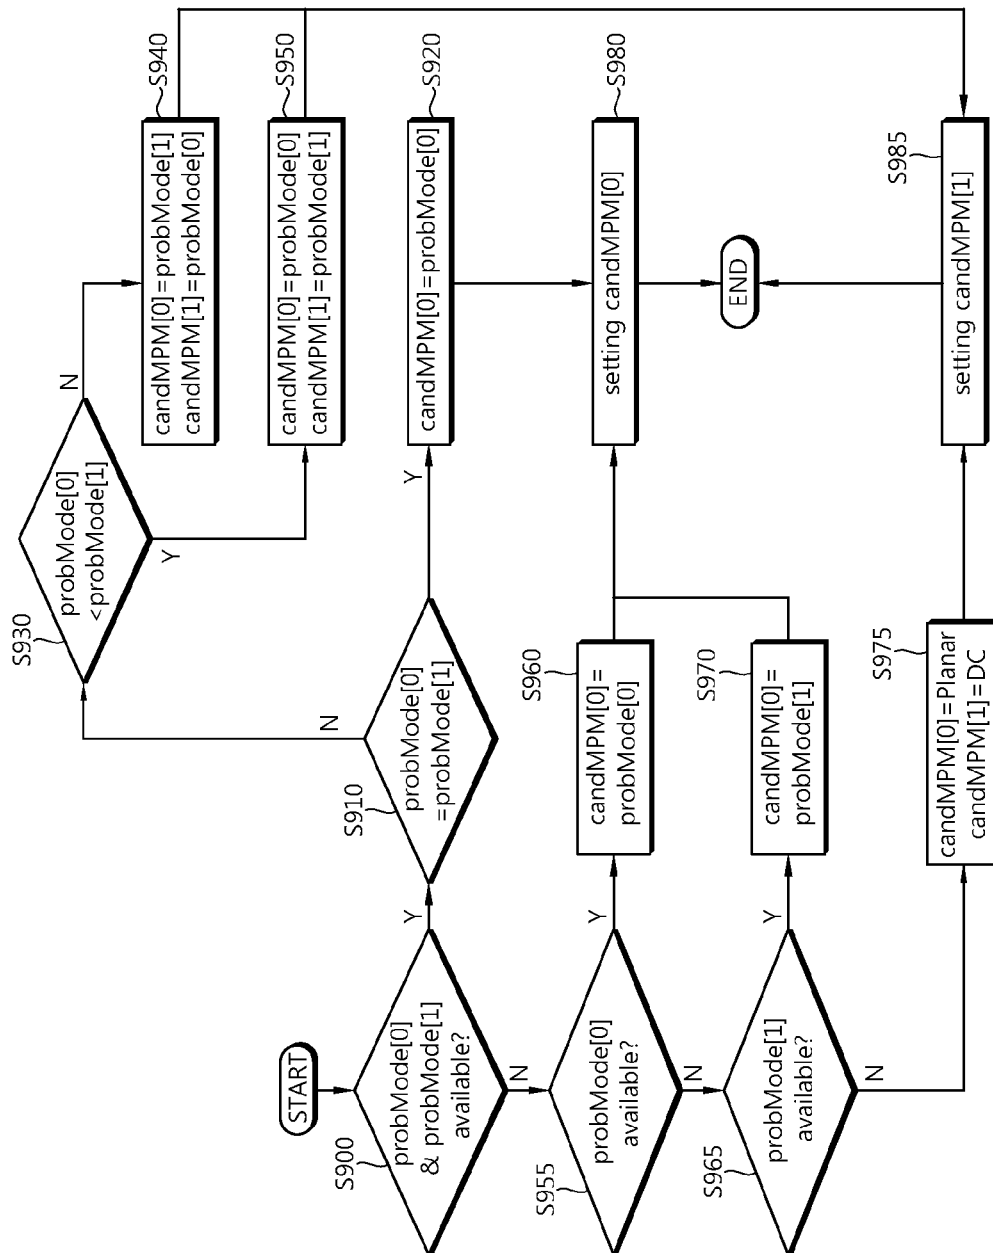 START
S900
probMode[0]
& probMode[1]
available?
Y
N
S910
probMode[0]
=probMode[1]
N
Y
S930
probMode[0]
<probMode[1]
N
Y
S940
candMPM[0]=probMode[1]
candMPM[1]=probMode[0]
S950
candMPM[0]=probMode[0]
candMPM[1]=probMode[1]
S920
candMPM[0]=probMode[0]
S955
probMode[0]
available?
Y
N
S960
candMPM[0]=
probMode[0]
S980
setting candMPM[0]
S965
probMode[1]
available?
Y
N
S970
candMPM[0]=
probMode[1]
END
S975
candMPM[0]=Planar
candMPM[1]=DC
S985
setting candMPM[1]